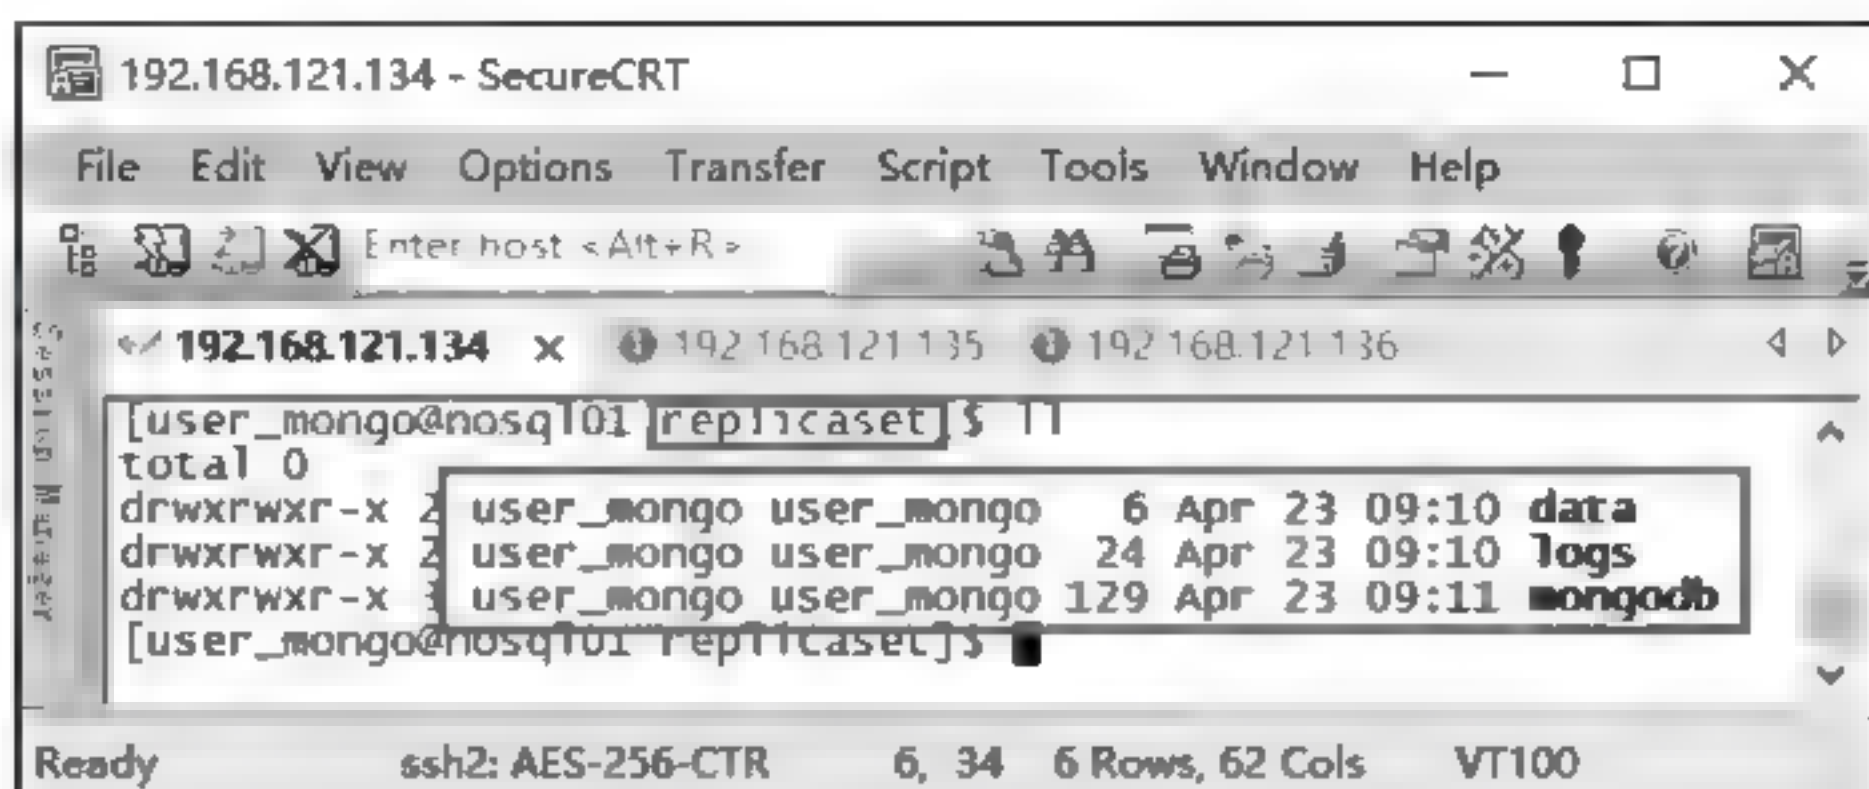 192.168.121.134 - SecureCRT
File Edit View Options Transfer Script Tools Window Help
Enter host <Alt+R>
192.168.121.134 192.168.121.135 192.168.121.136
Session Manager
[user_mongo@nosql01 replicaset]$ ll
total 0
drwxrwxr-x 2 user_mongo user_mongo 6 Apr 23 09:10 data
drwxrwxr-x 2 user_mongo user_mongo 24 Apr 23 09:10 logs
drwxrwxr-x 3 user_mongo user_mongo 129 Apr 23 09:11 mongodb
[user_mongo@nosql01 replicaset]$
Ready ssh2: AES-256-CTR 6, 34 6 Rows, 62 Cols VT100